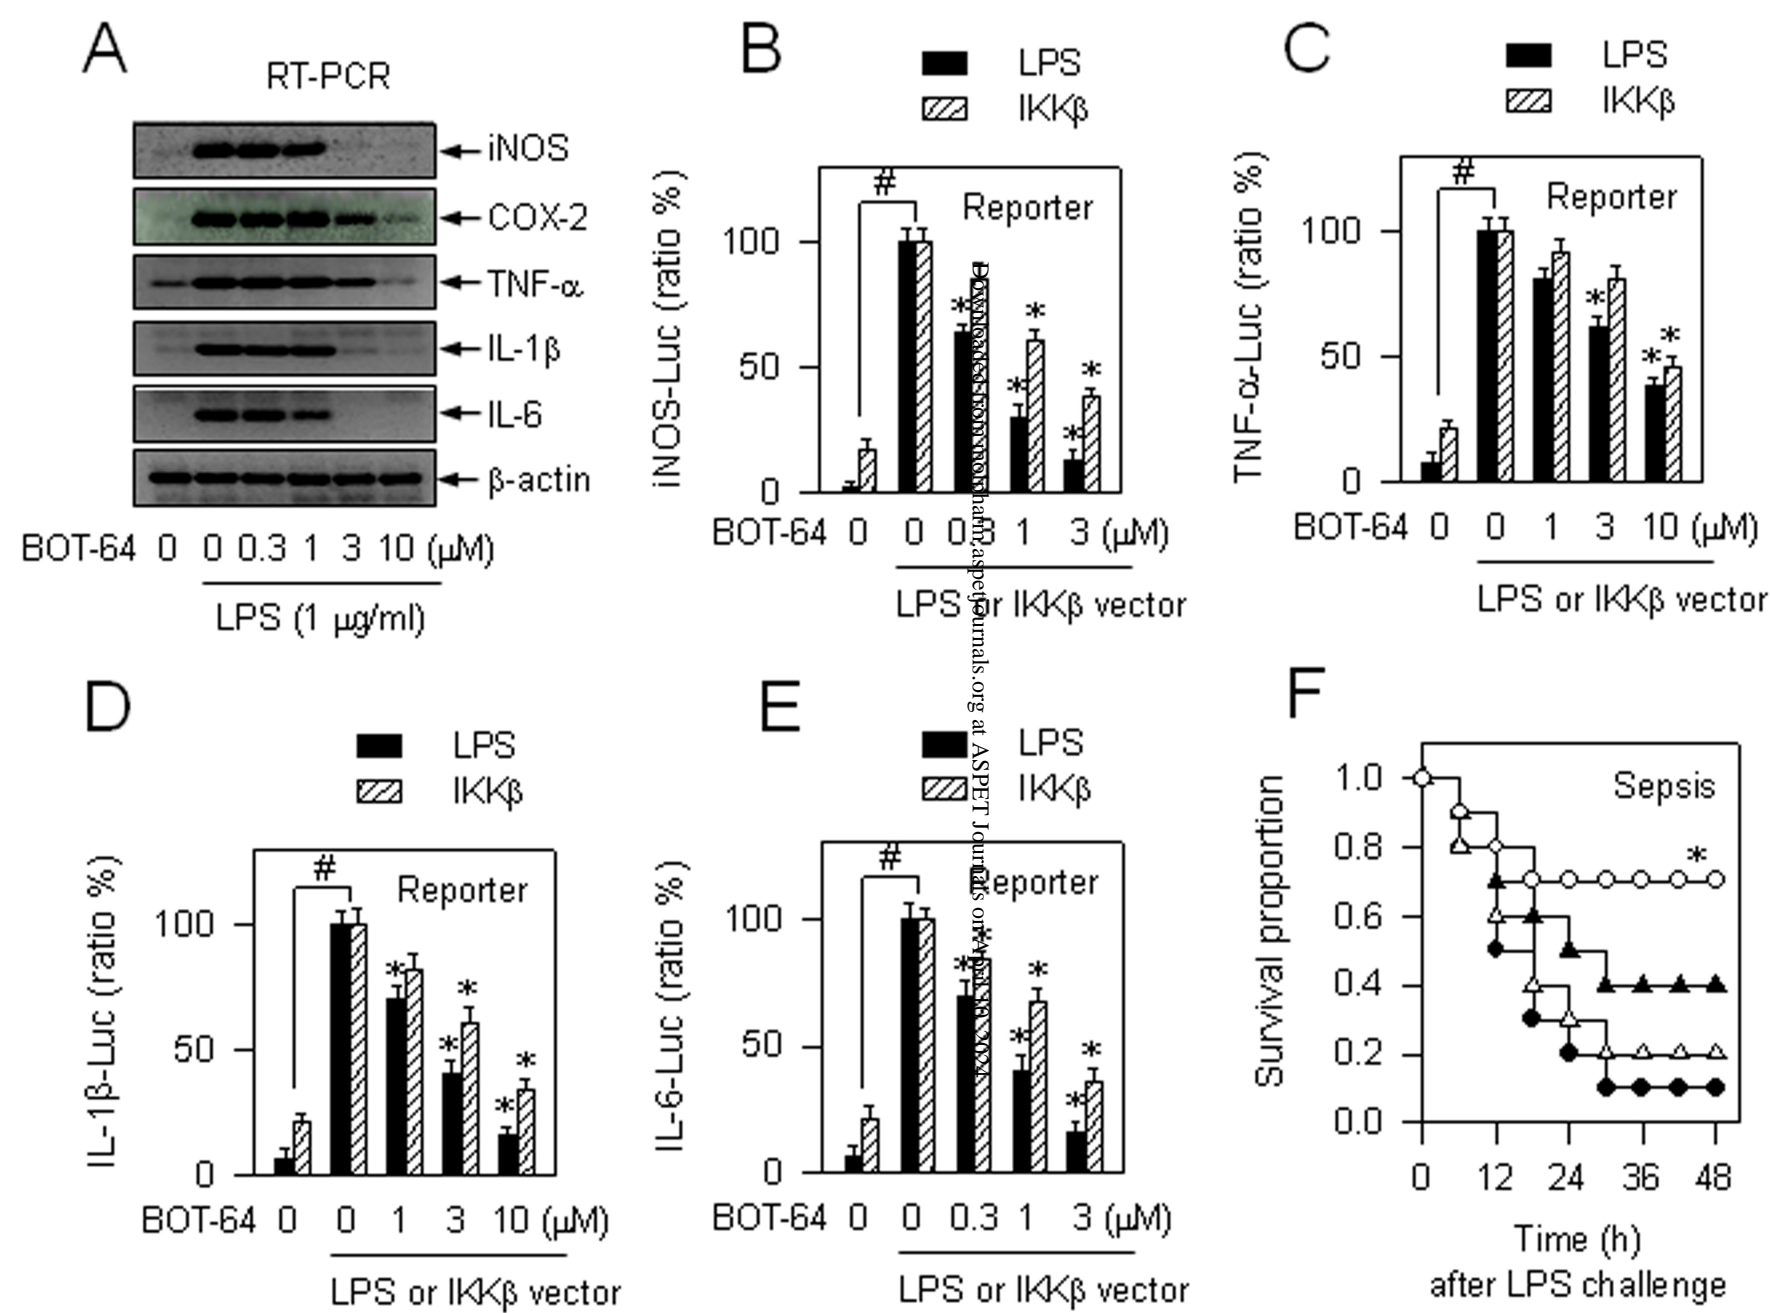 A
RT-PCR
iNOS
COX-2
TNF-α
IL-1β
IL-6
β-actin
BOT-64 0 0 0.3 1 3 10 (μM)
LPS (1 μg/ml)
B
LPS
IKKβ
iNOS-Luc (ratio %)
100
50
0
#
Reporter
*
*
*
*
*
BOT-64 0 0 0.3 1 3 (μM)
LPS or IKKβ vector
C
LPS
IKKβ
TNF-α-Luc (ratio %)
100
50
0
#
Reporter
*
*
*
BOT-64 0 0 1 3 10 (μM)
LPS or IKKβ vector
D
LPS
IKKβ
IL-1β-Luc (ratio %)
100
50
0
#
Reporter
*
*
*
*
*
BOT-64 0 0 1 3 10 (μM)
LPS or IKKβ vector
E
LPS
IKKβ
IL-6-Luc (ratio %)
100
50
0
#
Reporter
*
*
*
*
*
*
BOT-64 0 0 0.3 1 3 (μM)
LPS or IKKβ vector
F
Survival proportion
1.0
0.8
0.6
0.4
0.2
0.0
Sepsis
*
0 12 24 36 48
Time (h)
after LPS challenge
Downloaded from molpharm.aspetjournals.org at ASPET Journals on April 2024